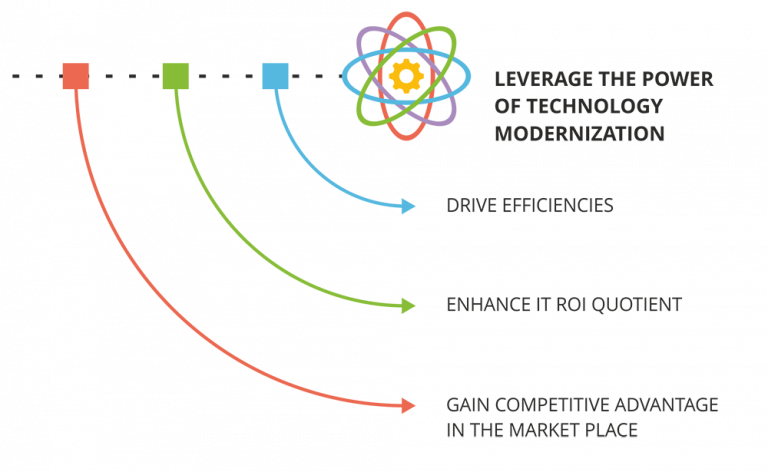 LEVERAGE THE POWER
OF TECHNOLOGY
MODERNIZATION
DRIVE EFFICIENCIES
ENHANCE IT ROI QUOTIENT
GAIN COMPETITIVE ADVANTAGE
IN THE MARKET PLACE